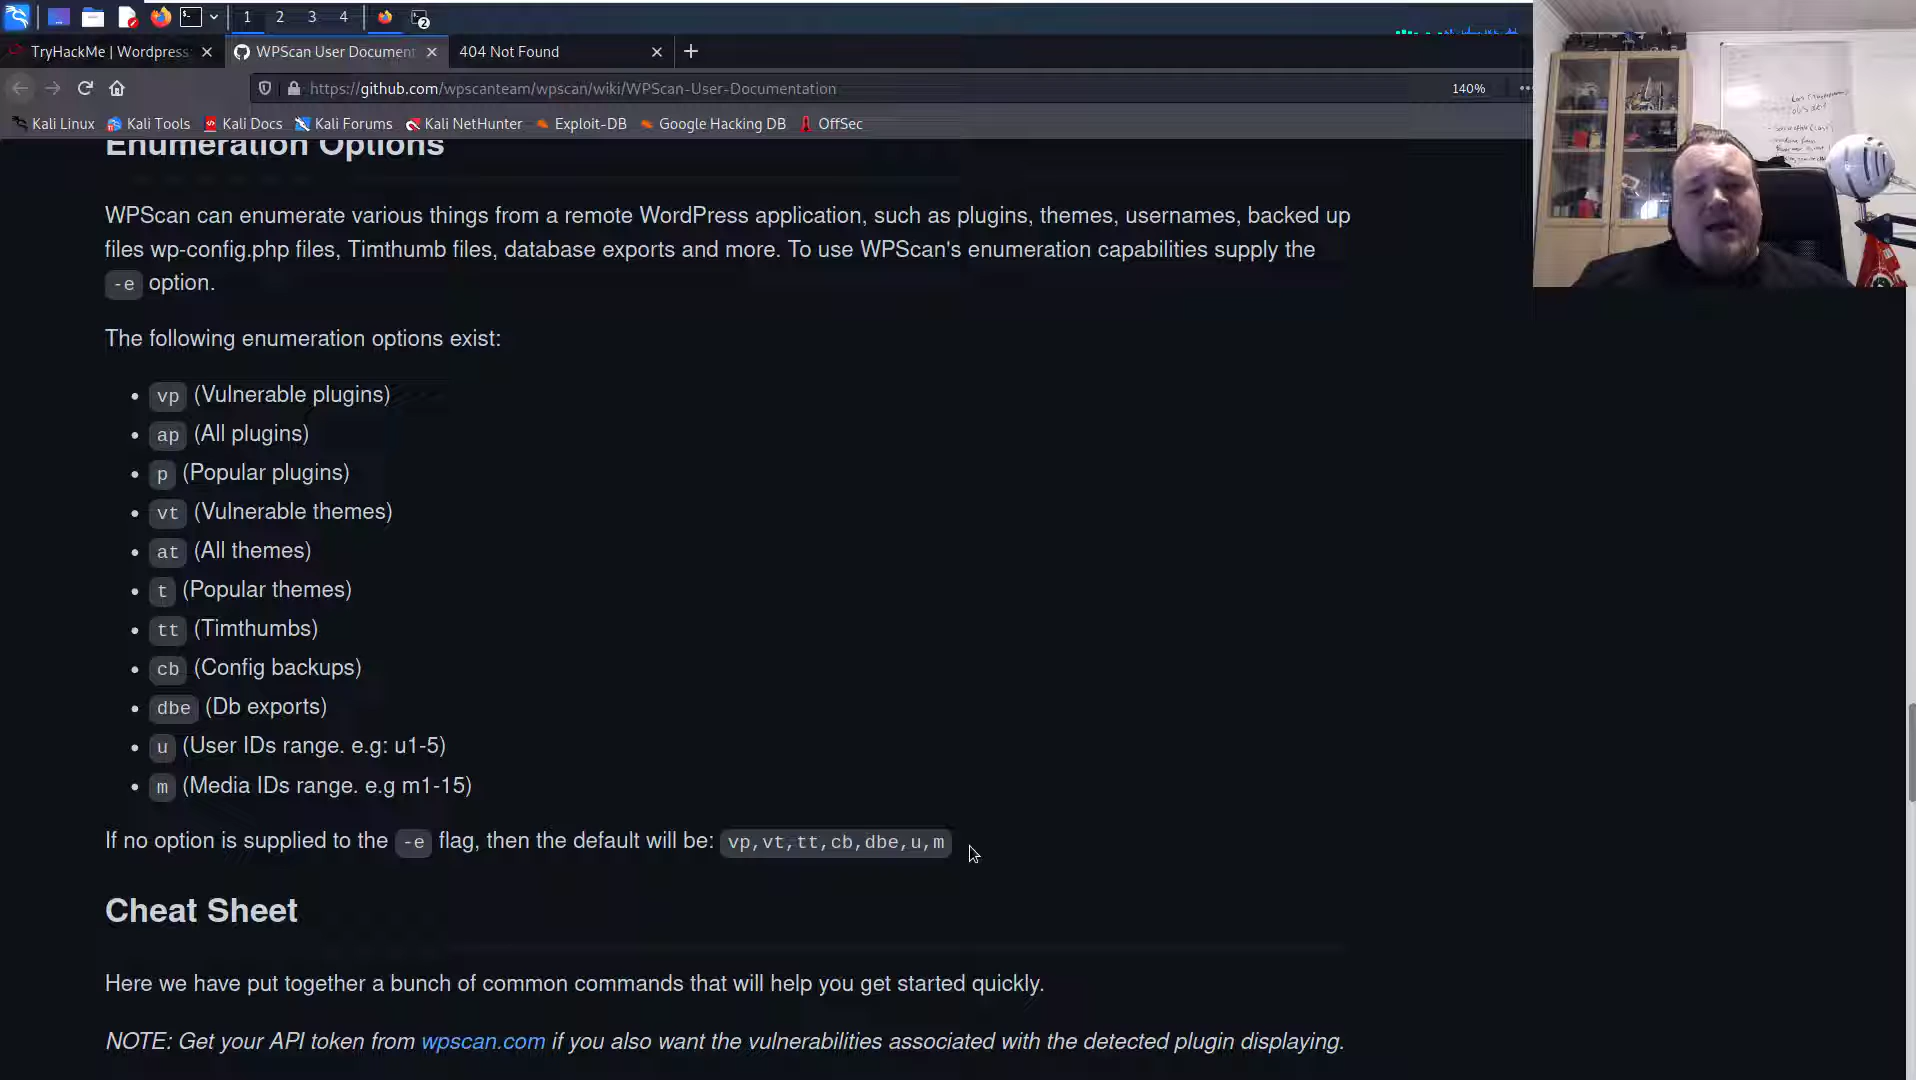 1 2 3 4 2
TryHackMe | Wordpress:
WPScan User Document
404 Not Found
https://github.com/wpscanteam/wpscan/wiki/WPScan-User-Documentation
140%
Kali Linux Kali Tools Kali Docs Kali Forums Kali NetHunter Exploit-DB Google Hacking DB OffSec
Enumeration Options
WPScan can enumerate various things from a remote WordPress application, such as plugins, themes, usernames, backed up
files wp-config.php files, Timthumb files, database exports and more. To use WPScan's enumeration capabilities supply the
-e option.
The following enumeration options exist:
• vp (Vulnerable plugins)
• ap (All plugins)
• p (Popular plugins)
• vt (Vulnerable themes)
• at (All themes)
• t (Popular themes)
• tt (Timthumbs)
• cb (Config backups)
• dbe (Db exports)
• u (User IDs range. e.g: u1-5)
• m (Media IDs range. e.g m1-15)
If no option is supplied to the -e flag, then the default will be: vp,vt,tt,cb,dbe,u,m
Cheat Sheet
Here we have put together a bunch of common commands that will help you get started quickly.
NOTE: Get your API token from wpscan.com if you also want the vulnerabilities associated with the detected plugin displaying.